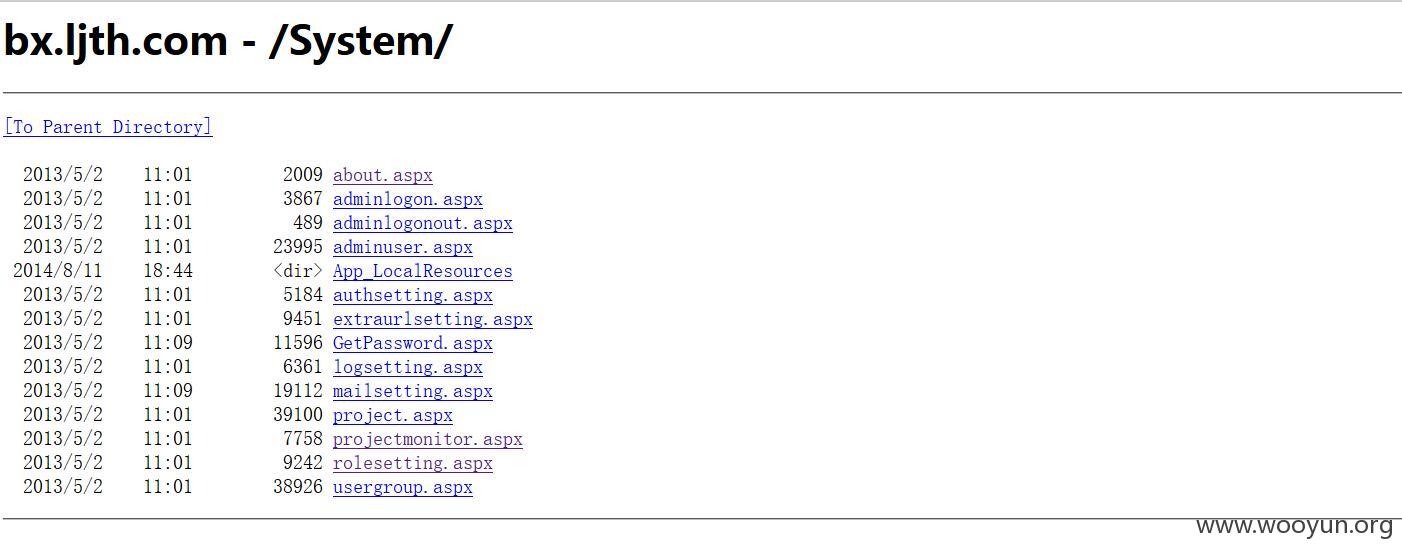 bx.ljth.com - /System/
[To Parent Directory]
2013/5/2 11:01 2009 about.aspx
2013/5/2 11:01 3867 adminlogon.aspx
2013/5/2 11:01 489 adminlogonout.aspx
2013/5/2 11:01 23995 adminuser.aspx
2014/8/11 18:44 <dir> App_LocalResources
2013/5/2 11:01 5184 authsetting.aspx
2013/5/2 11:01 9451 extraurlsetting.aspx
2013/5/2 11:09 11596 GetPassword.aspx
2013/5/2 11:01 6361 logsetting.aspx
2013/5/2 11:09 19112 mailsetting.aspx
2013/5/2 11:01 39100 project.aspx
2013/5/2 11:01 7758 projectmonitor.aspx
2013/5/2 11:01 9242 rolesetting.aspx
2013/5/2 11:01 38926 usergroup.aspx
www.wooyun.org